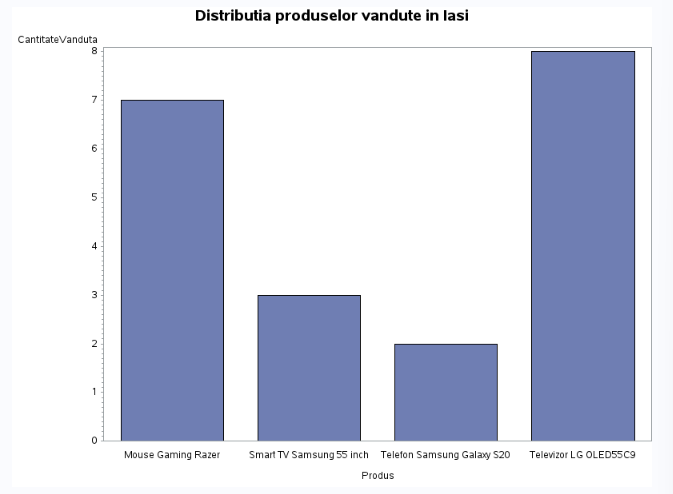 Distributia produselor vandute in Iasi
CantitateVanduta
8
7
6
5
4
3
2
1
0
Mouse Gaming Razer
Smart TV Samsung 55 inch
Telefon Samsung Galaxy S20
Televizor LG OLED55C9
Produs